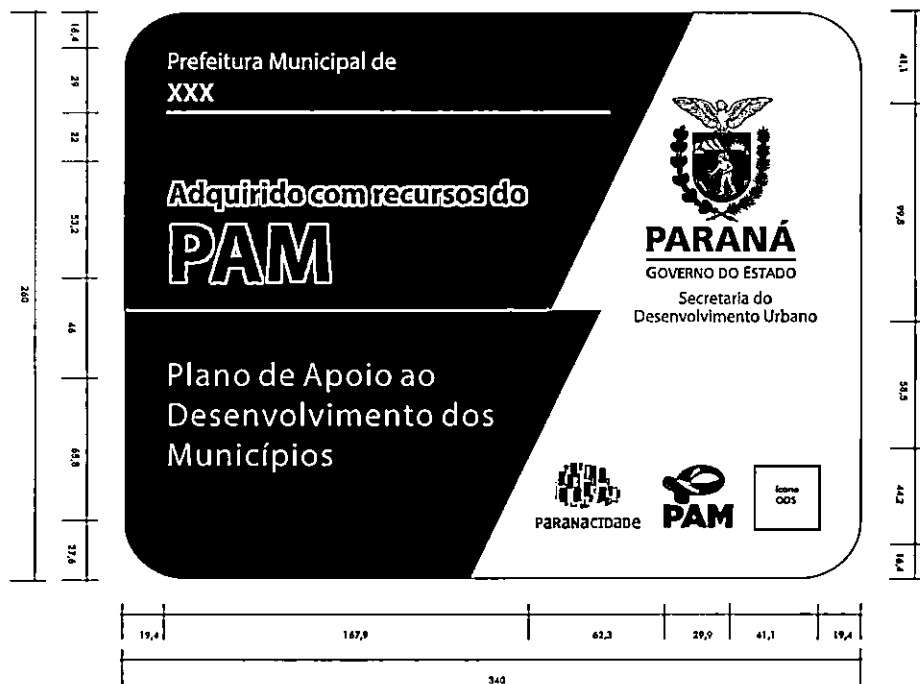 Prefeitura Municipal de
XXX
Adquirido com recursos do
PAM
Plano de Apoio ao
Desenvolvimento dos
Municípios
PARANÁ
GOVERNO DO ESTADO
Secretaria do
Desenvolvimento Urbano
PARANACIDADE
PAM
Ícone
ODS
260
16,4
29
22
53,2
46
65,8
27,6
41,1
99,8
58,5
44,2
16,4
19,4 167,9 62,3 29,9 41,1 19,4
340